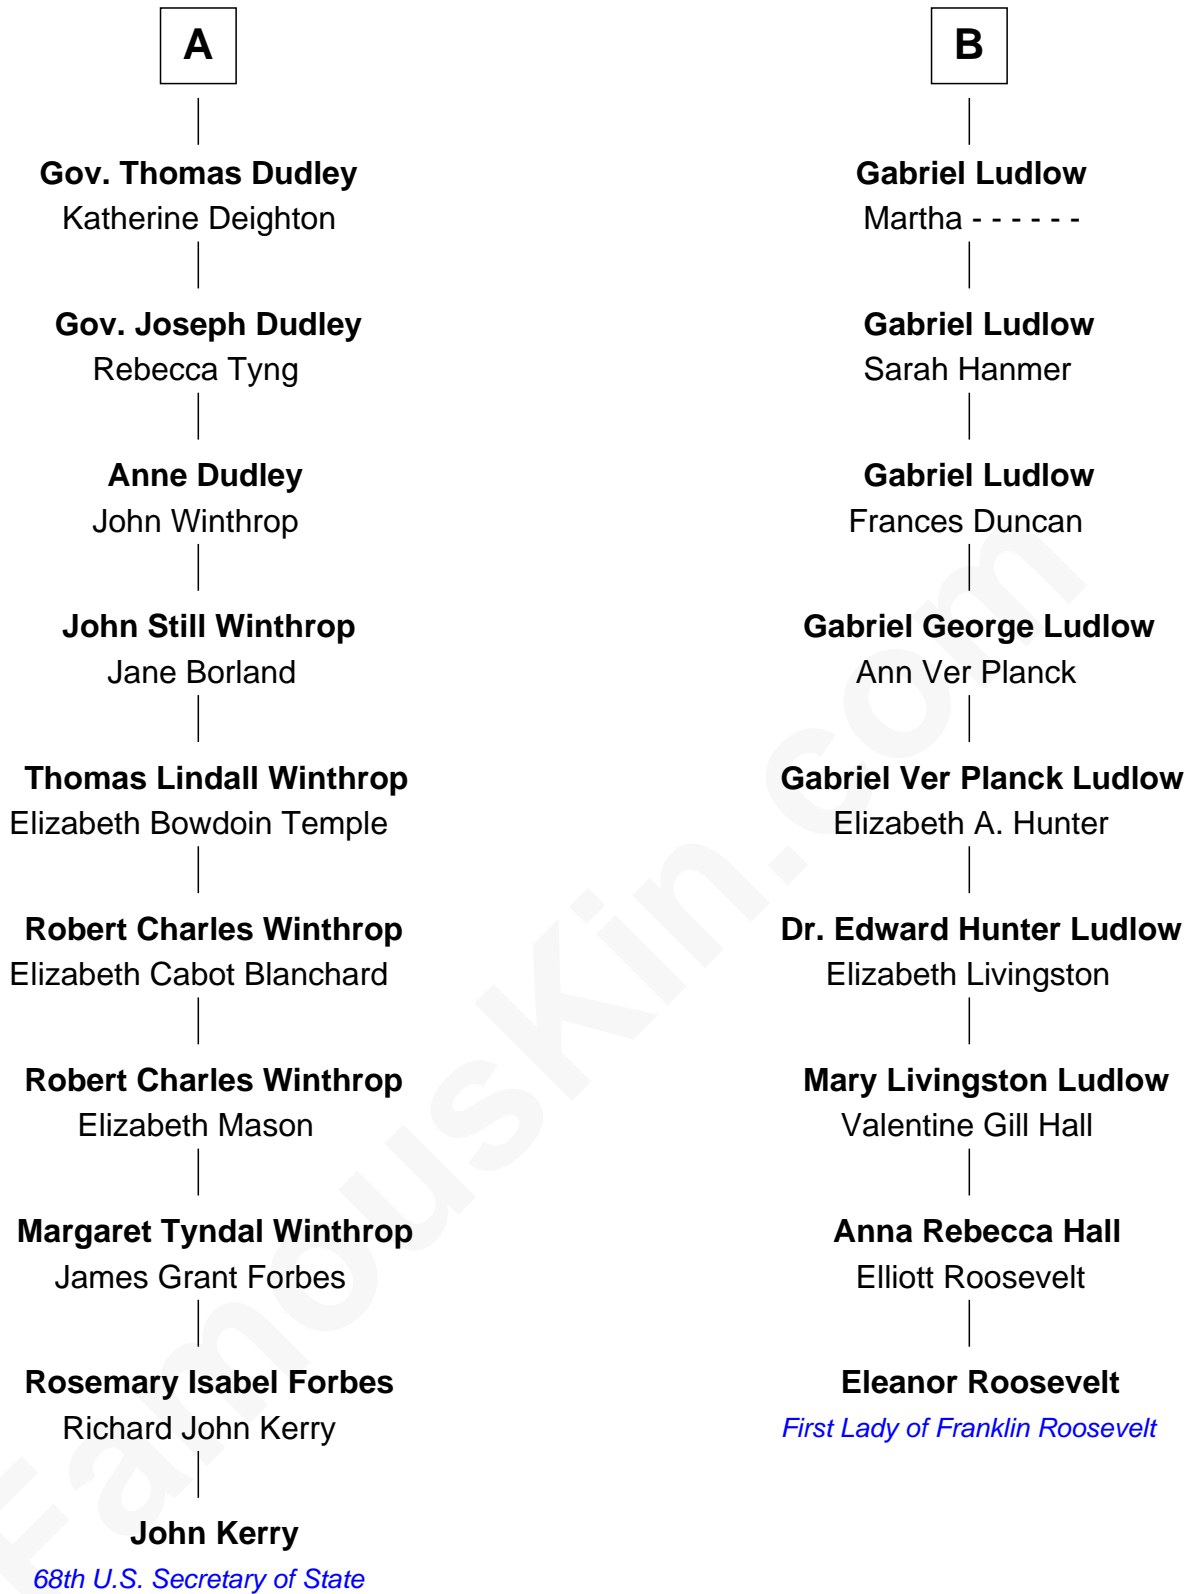 A
Gov. Thomas Dudley
Katherine Deighton
Gov. Joseph Dudley
Rebecca Tyng
Anne Dudley
John Winthrop
John Still Winthrop
Jane Borland
Thomas Lindall Winthrop
Elizabeth Bowdoin Temple
Robert Charles Winthrop
Elizabeth Cabot Blanchard
Robert Charles Winthrop
Elizabeth Mason
Margaret Tyndal Winthrop
James Grant Forbes
Rosemary Isabel Forbes
Richard John Kerry
John Kerry
68th U.S. Secretary of State
B
Gabriel Ludlow
Martha - - - - - -
Gabriel Ludlow
Sarah Hanmer
Gabriel Ludlow
Frances Duncan
Gabriel George Ludlow
Ann Ver Planck
Gabriel Ver Planck Ludlow
Elizabeth A. Hunter
Dr. Edward Hunter Ludlow
Elizabeth Livingston
Mary Livingston Ludlow
Valentine Gill Hall
Anna Rebecca Hall
Elliott Roosevelt
Eleanor Roosevelt
First Lady of Franklin Roosevelt
FamousKin.com